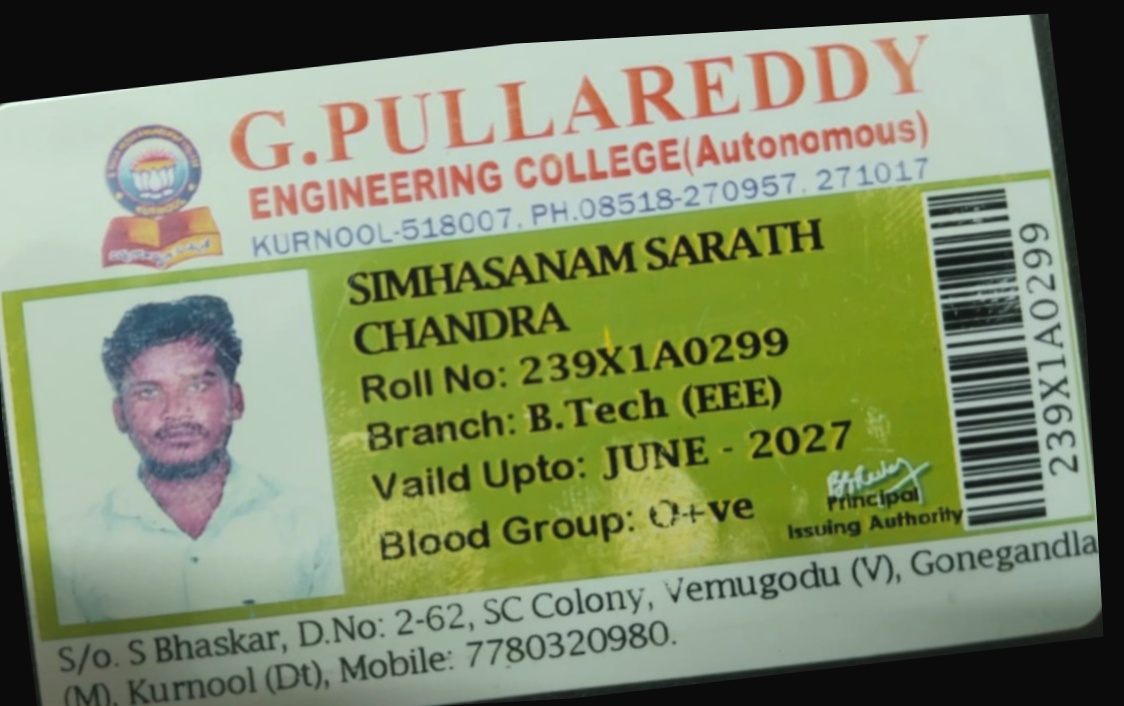 G.PULLAREDDY
ENGINEERING COLLEGE(Autonomous)
KURNOOL-518007, PH.08518-270957, 271017
KURNOOL
SIMHASANAM SARATH
CHANDRA
Roll No: 239X1A0299
Branch: B.Tech (EEE)
Vaild Upto: JUNE - 2027
Blood Group: O+ve
Principal
Issuing Authority
239X1A0299
S/o. S Bhaskar, D.No: 2-62, SC Colony, Vemugodu (V), Gonegandla
(M), Kurnool (Dt), Mobile: 7780320980.